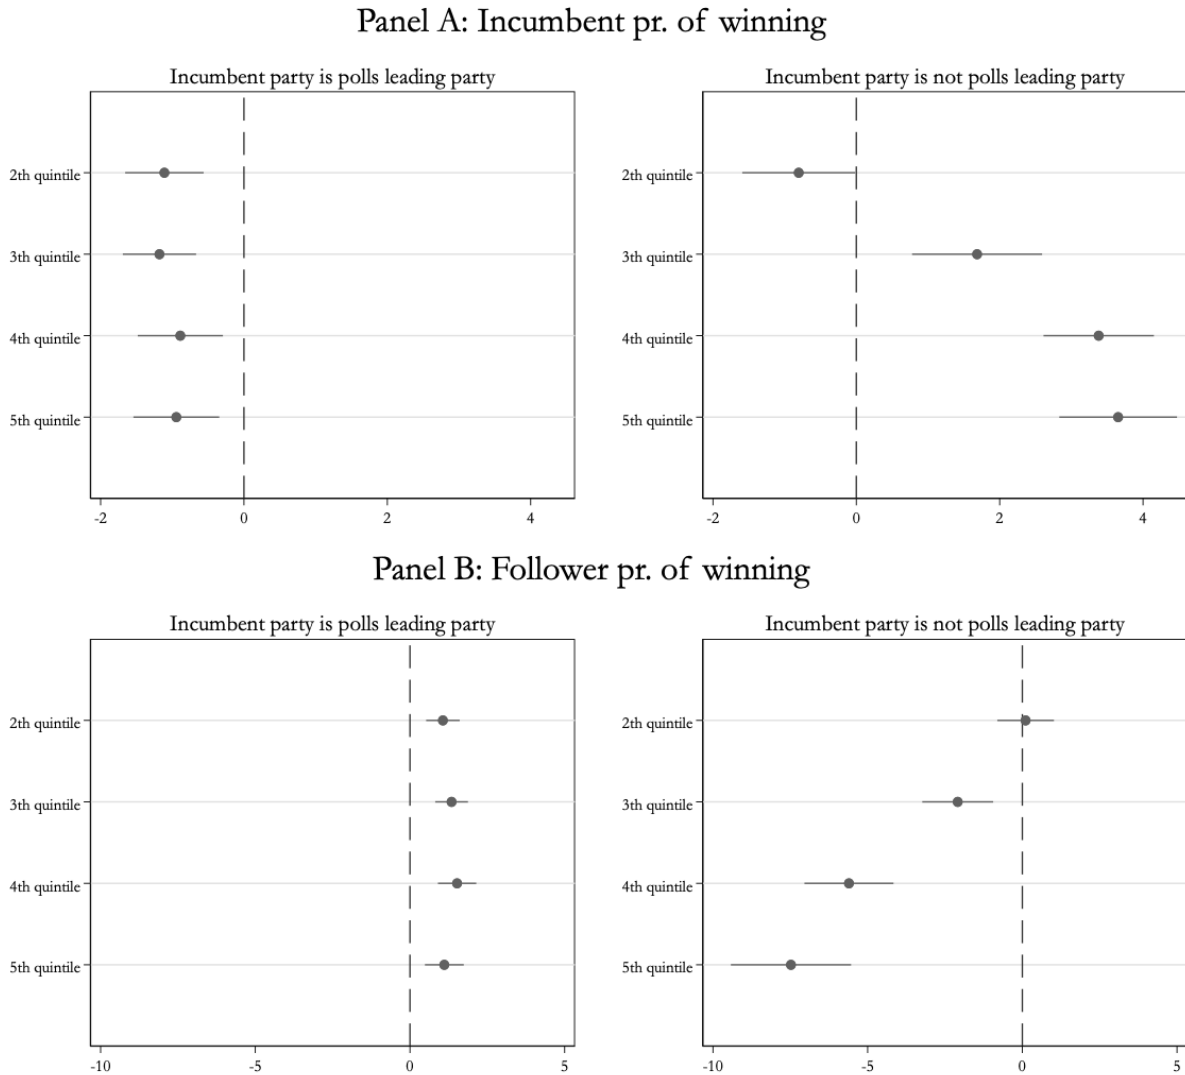 Panel A: Incumbent pr. of winning
Incumbent party is polls leading party
2th quintile
3th quintile
4th quintile
5th quintile
-2 0 2 4
Incumbent party is not polls leading party
2th quintile
3th quintile
4th quintile
5th quintile
-2 0 2 4
Panel B: Follower pr. of winning
Incumbent party is polls leading party
2th quintile
3th quintile
4th quintile
5th quintile
-10 -5 0 5
Incumbent party is not polls leading party
2th quintile
3th quintile
4th quintile
5th quintile
-10 -5 0 5